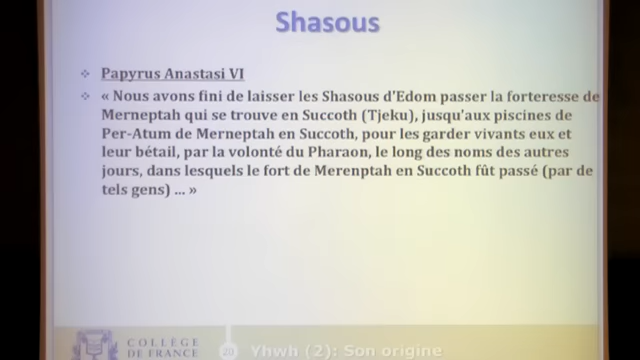 Shasous
Papyrus Anastasi VI
« Nous avons fini de laisser les Shasous d'Edom passer la forteresse de
Merneptah qui se trouve en Succoth (Tjeku), jusqu'aux piscines de
Per-Atum de Merneptah en Succoth, pour les garder vivants eux et
leur bétail, par la volonté du Pharaon, le long des noms des autres
jours, dans lesquels le fort de Merenptah en Succoth fût passé (par de
tels gens) ... »
COLLÈGE
DE FRANCE
20
Yhwh (2): Son origine